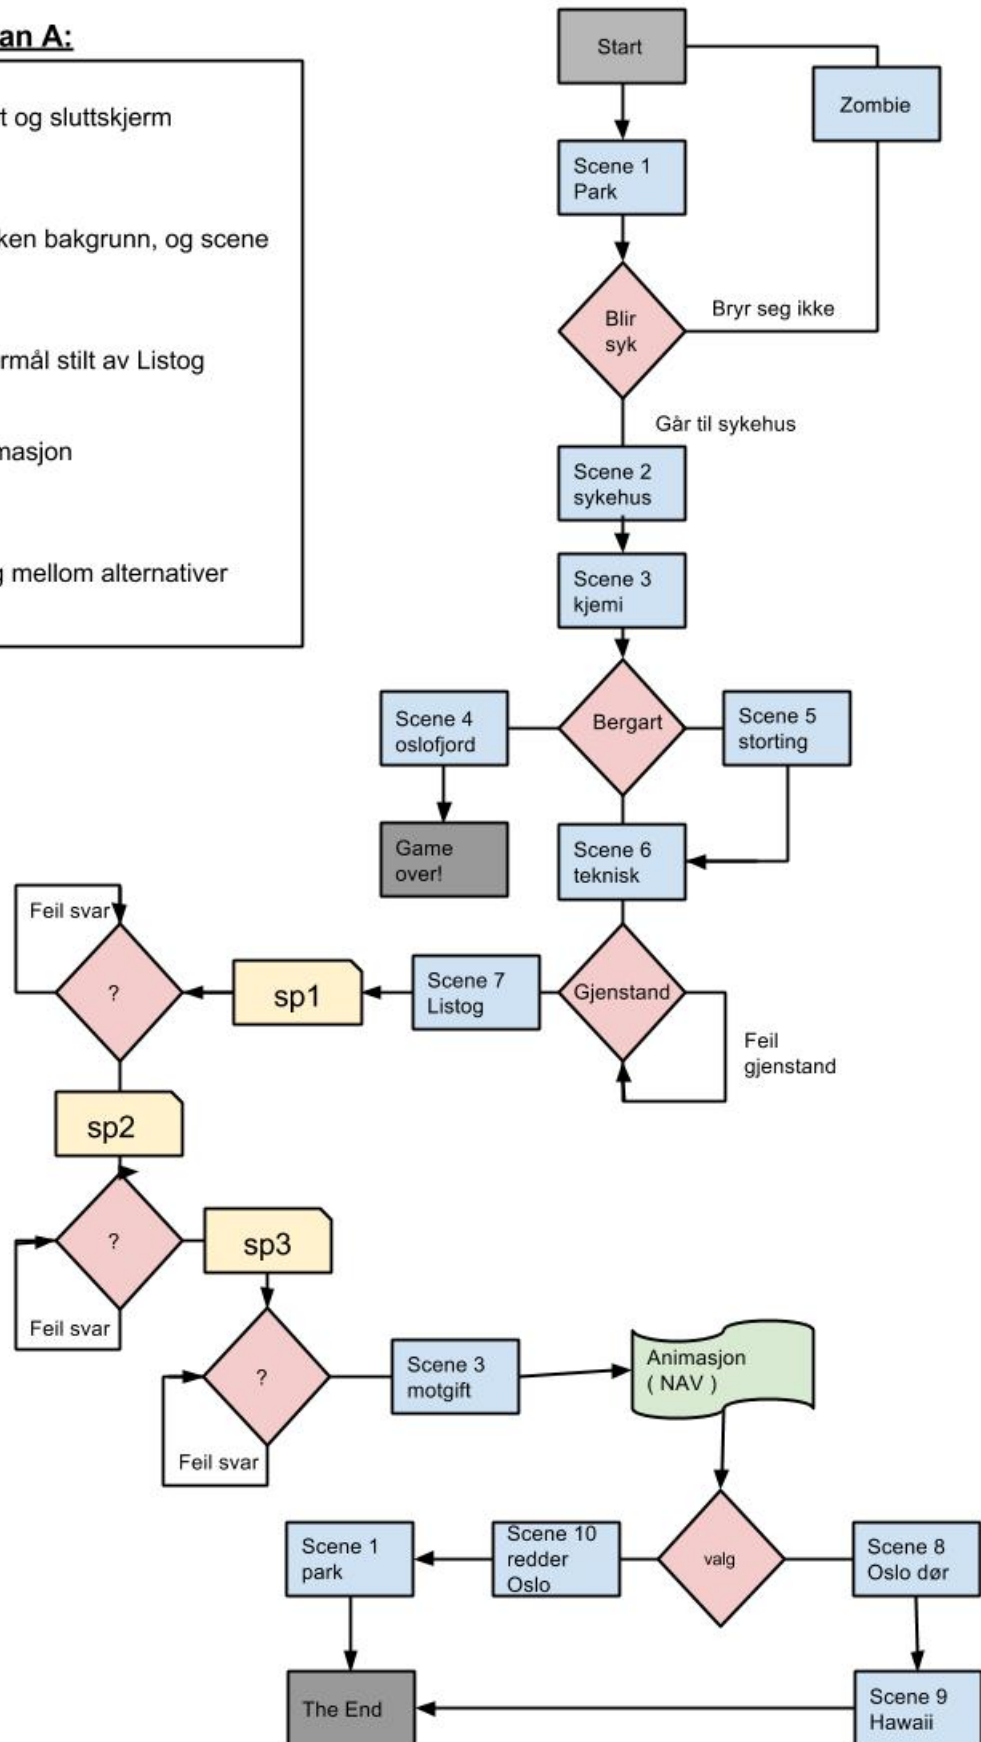 an A:
t og sluttskjerm
ken bakgrunn, og scene
rmål stilt av Listog
masjon
g mellom alternativer
Start
Zombie
Scene 1
Park
Blir
syk
Bryr seg ikke
Går til sykehus
Scene 2
sykehus
Scene 3
kjemi
Scene 4
oslofjord
Bergart
Scene 5
storting
Game
over!
Scene 6
teknisk
Feil svar
?
sp1
Scene 7
Listog
Gjenstand
Feil
gjenstand
sp2
?
Feil svar
sp3
?
Feil svar
Scene 3
motgift
Animasjon
( NAV )
Scene 1
park
Scene 10
redder
Oslo
valg
Scene 8
Oslo dør
The End
Scene 9
Hawaii